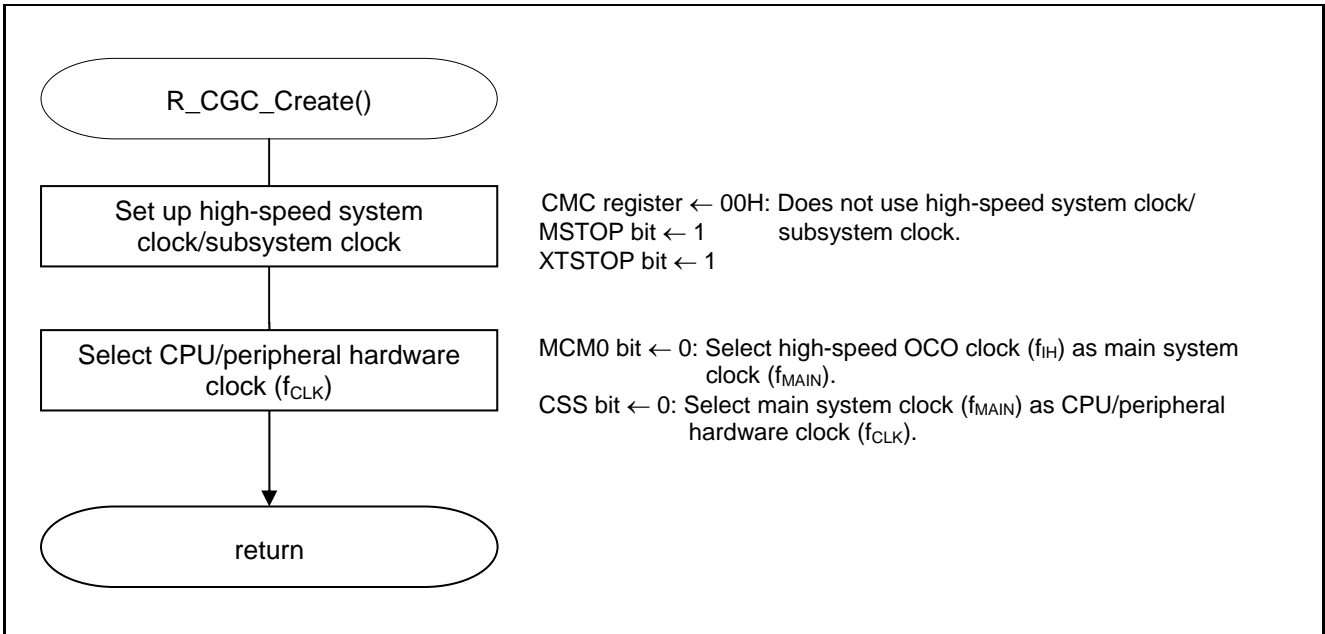 R_CGC_Create()
Set up high-speed system
clock/subsystem clock
CMC register ← 00H: Does not use high-speed system clock/
MSTOP bit ← 1 subsystem clock.
XTSTOP bit ← 1
Select CPU/peripheral hardware
clock (fCLK)
MCM0 bit ← 0: Select high-speed OCO clock (fIH) as main system
clock (fMAIN).
CSS bit ← 0: Select main system clock (fMAIN) as CPU/peripheral
hardware clock (fCLK).
return